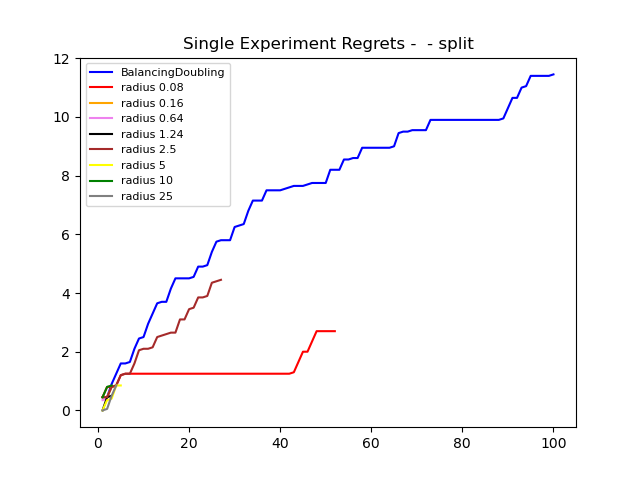 Single Experiment Regrets -  - split
12
10
8
6
4
2
0
BalancingDoubling
radius 0.08
radius 0.16
radius 0.64
radius 1.24
radius 2.5
radius 5
radius 10
radius 25
0 20 40 60 80 100